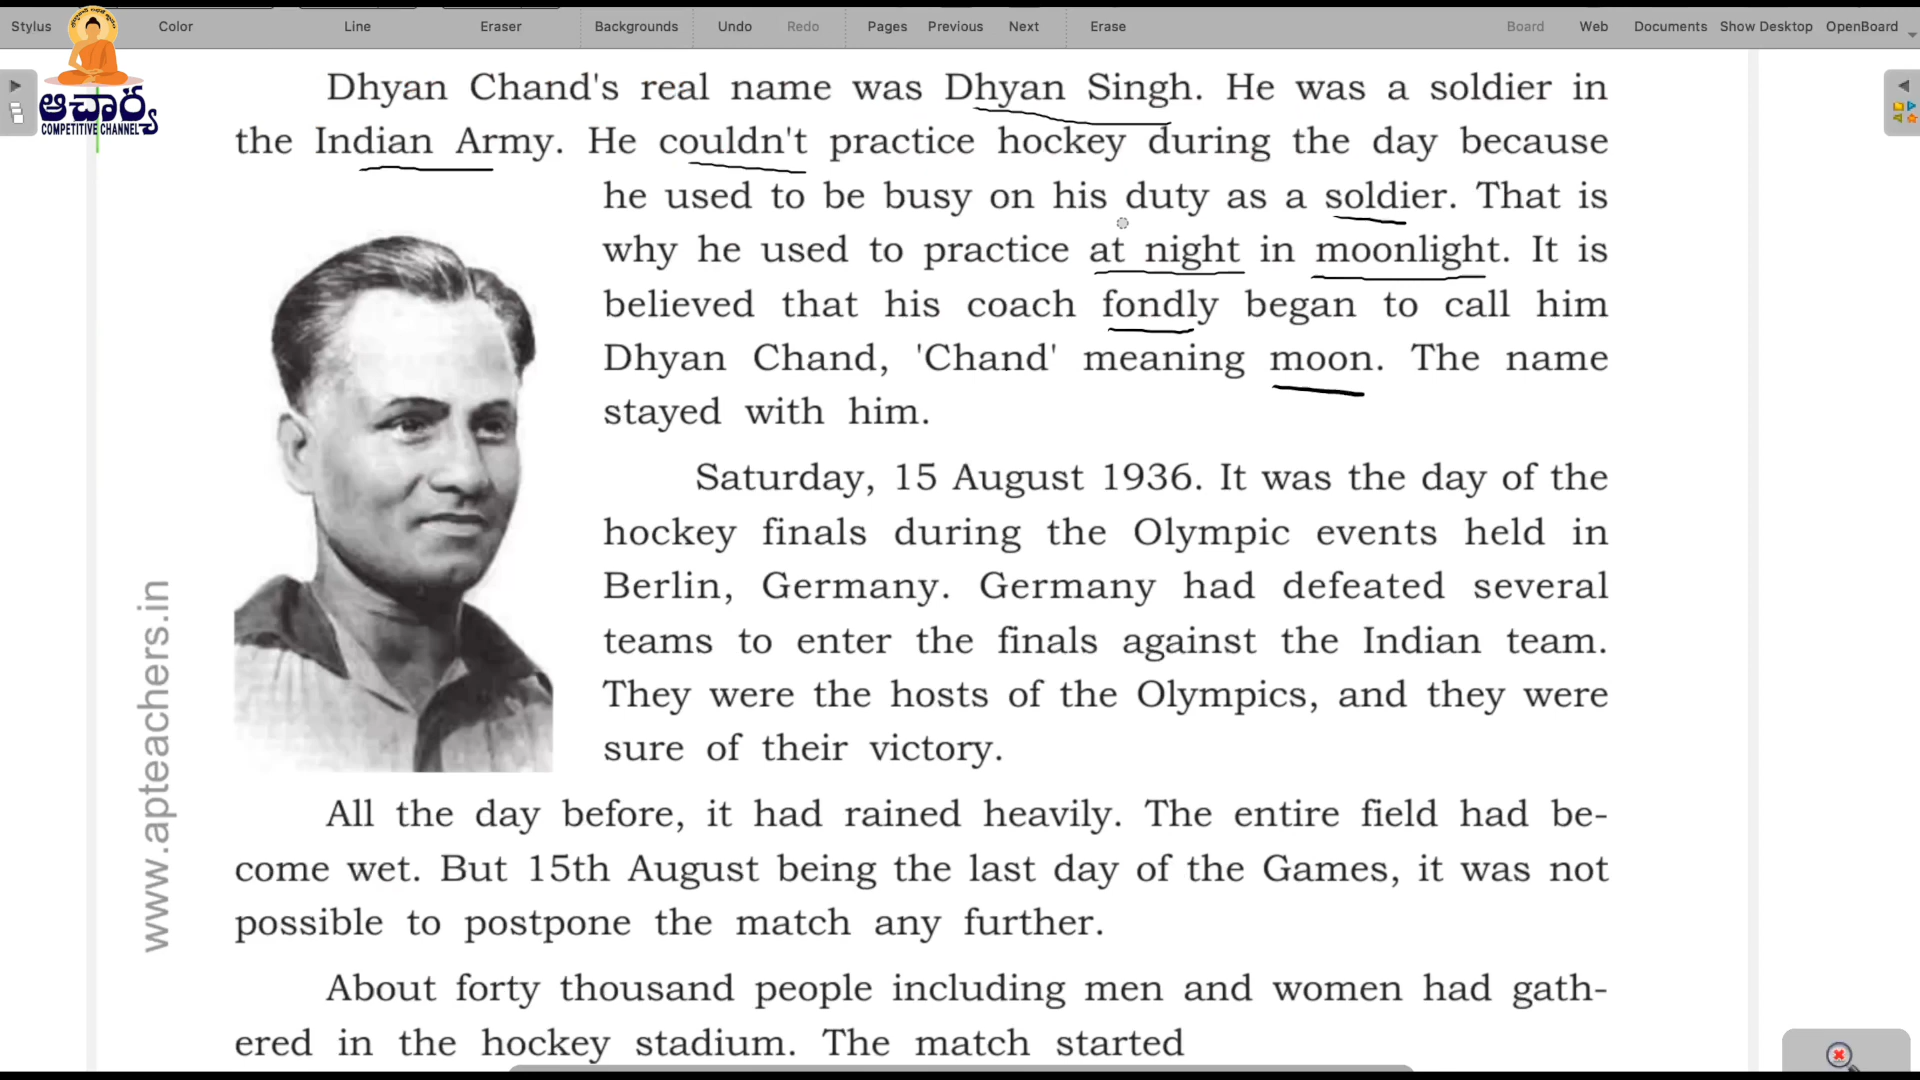 Stylus Color Line Eraser Backgrounds Undo Redo Pages Previous Next Erase Board Web Documents Show Desktop OpenBoard
ఆచార్య
COMPETITIVE CHANNEL
Dhyan Chand's real name was Dhyan Singh. He was a soldier in
the Indian Army. He couldn't practice hockey during the day because
he used to be busy on his duty as a soldier. That is
why he used to practice at night in moonlight. It is
believed that his coach fondly began to call him
Dhyan Chand, 'Chand' meaning moon. The name
stayed with him.
Saturday, 15 August 1936. It was the day of the
hockey finals during the Olympic events held in
Berlin, Germany. Germany had defeated several
teams to enter the finals against the Indian team.
They were the hosts of the Olympics, and they were
sure of their victory.
All the day before, it had rained heavily. The entire field had be-
come wet. But 15th August being the last day of the Games, it was not
possible to postpone the match any further.
About forty thousand people including men and women had gath-
ered in the hockey stadium. The match started
www.apteachers.in